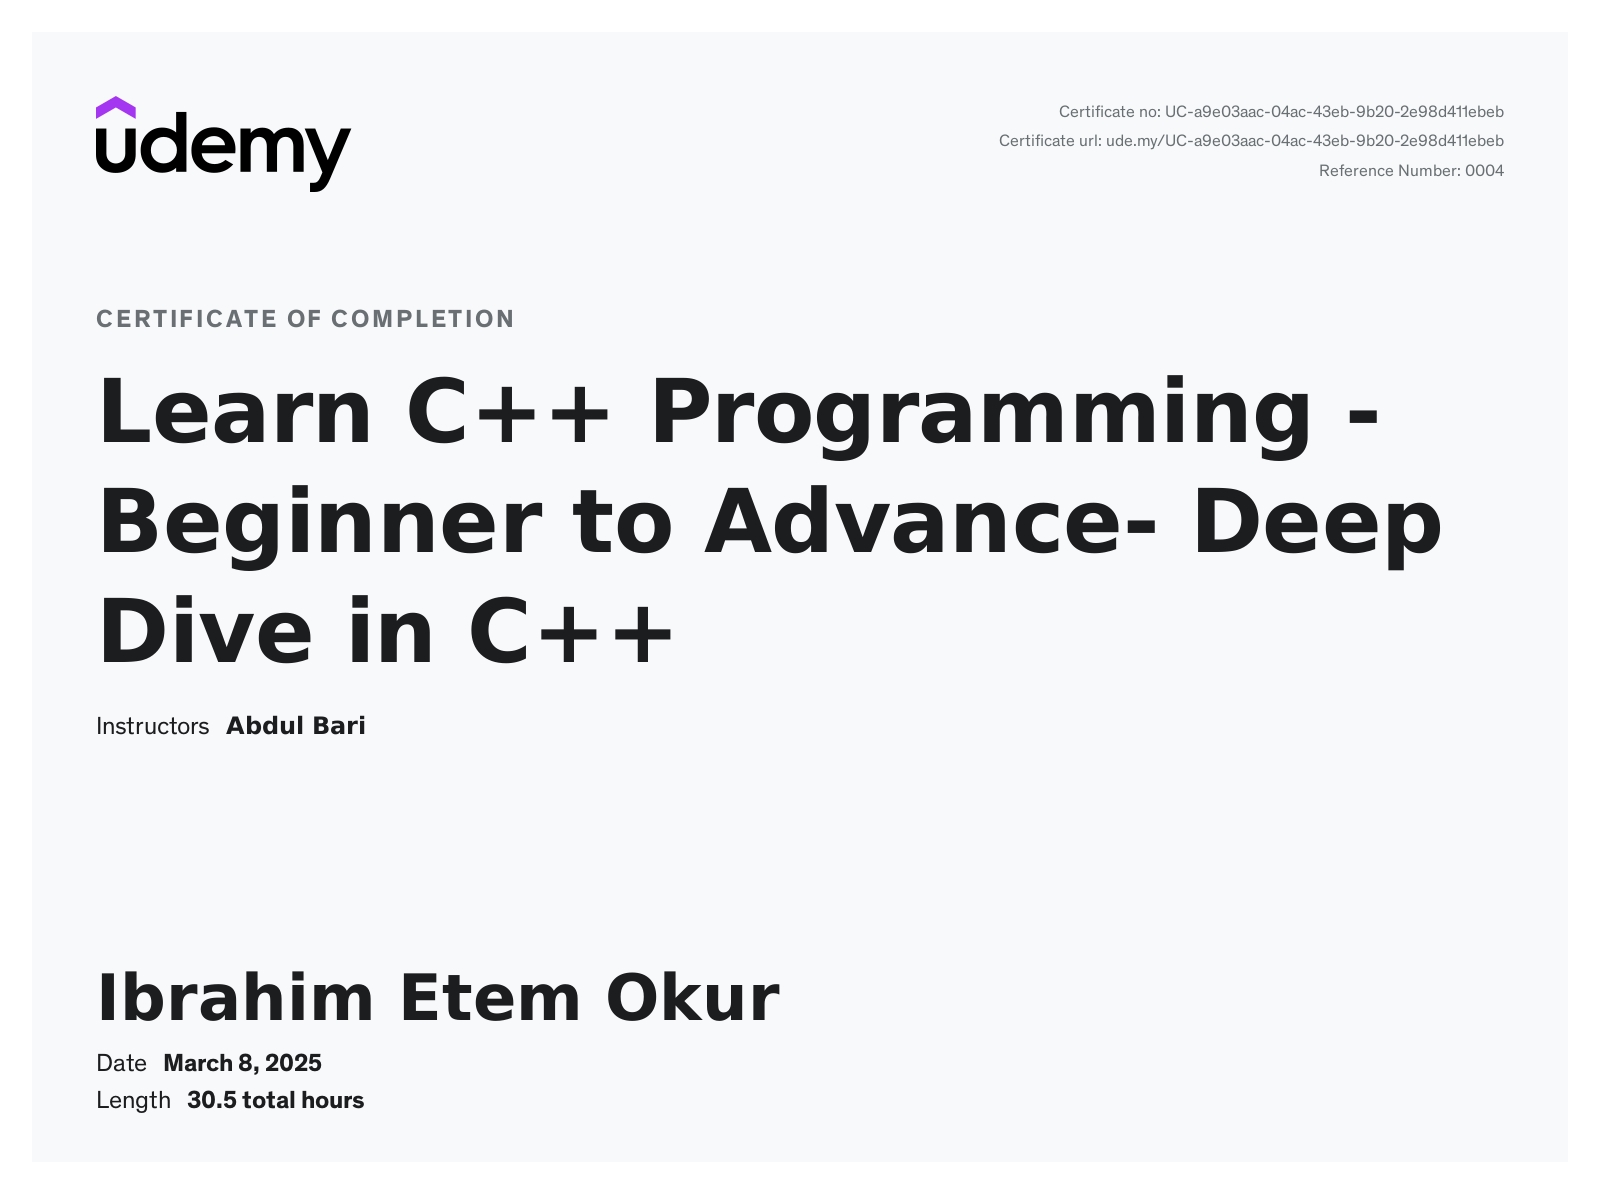 udemy
Certificate no: UC-a9e03aac-04ac-43eb-9b20-2e98d411ebeb
Certificate url: ude.my/UC-a9e03aac-04ac-43eb-9b20-2e98d411ebeb
Reference Number: 0004
CERTIFICATE OF COMPLETION
Learn C++ Programming -
Beginner to Advance- Deep
Dive in C++
Instructors Abdul Bari
Ibrahim Etem Okur
Date March 8, 2025
Length 30.5 total hours